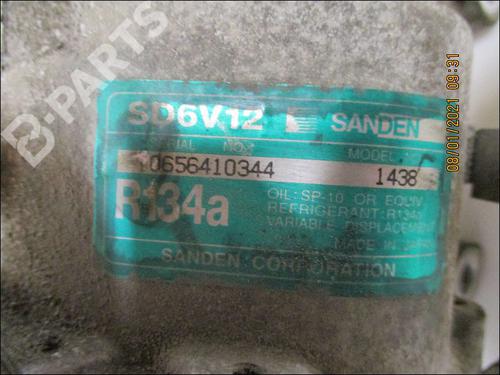 B-PARTS
08/01/2021 09:31
SD6V12 SANDEN
SERIAL NO. MODEL
10656410344 1438
R134a
OIL:SP-10 OR EQUIV.
REFRIGERANT:R134a
VARIABLE DISPLACEMENT
MADE IN JAPAN
SANDEN CORPORATION